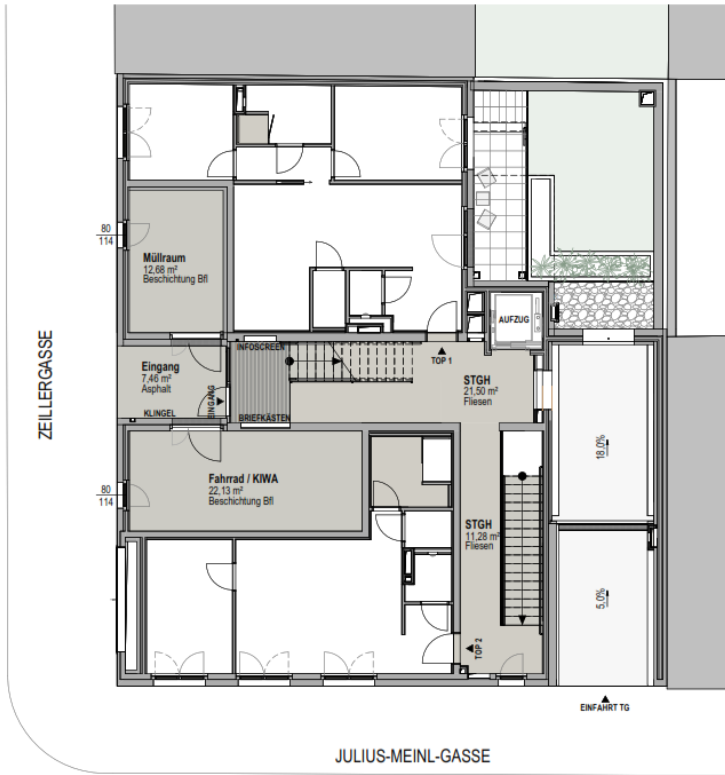 80
114
Müllraum
12,68 m²
Beschichtung Bfl
AUFZUG
ZEILLERGASSE
Eingang
7,46 m²
Asphalt
KLINGEL
EINGANG
INFOSCREEN
BRIEFKÄSTEN
TOP 1
STGH
21,50 m²
Fliesen
18,0%
80
114
Fahrrad / KIWA
22,13 m²
Beschichtung Bfl
STGH
11,28 m²
Fliesen
5,0%
TOP 2
EINFAHRT TG
JULIUS-MEINL-GASSE